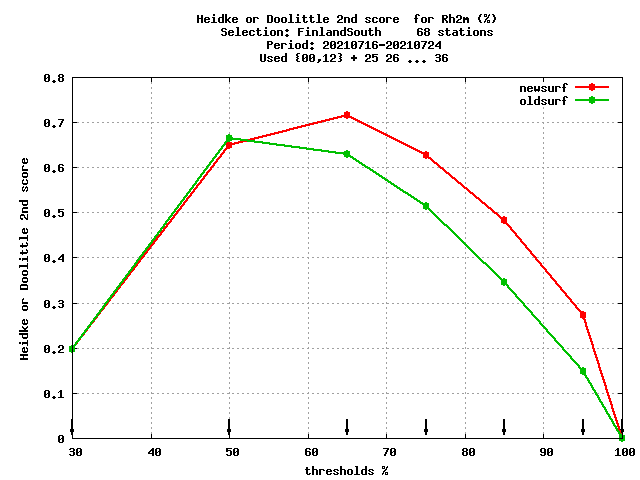 Heidke or Doolittle 2nd score  for Rh2m (%)
Selection: FinlandSouth     68 stations
Period: 20210716-20210724
Used {00,12} + 25 26 ... 36
newsurf
oldsurf
Heidke or Doolittle 2nd score
0.8
0.7
0.6
0.5
0.4
0.3
0.2
0.1
0
30 40 50 60 70 80 90 100
thresholds %